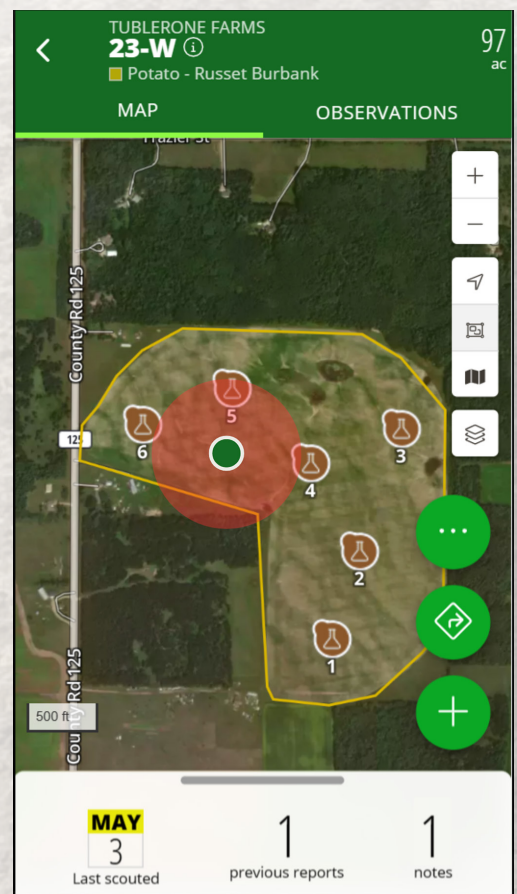 TUBLERONE FARMS
23-W
97
ac
Potato - Russet Burbank
MAP
OBSERVATIONS
Frazier St
County Rd 125
125
5
6
4
3
2
1
500 ft
County Rd 125
MAY
3
Last scouted
1
previous reports
1
notes